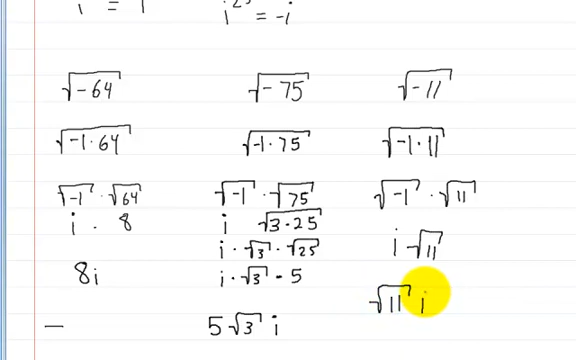 i²³ = -i
√-64 √-75 √-11
√-1·64 √-1·75 √-1·11
√-1 · √64 √-1 · √75 √-1 · √11
i · 8 i √3·25
i · √3 · √25 i √11
8i i · √3 · 5
√11 i
5√3 i